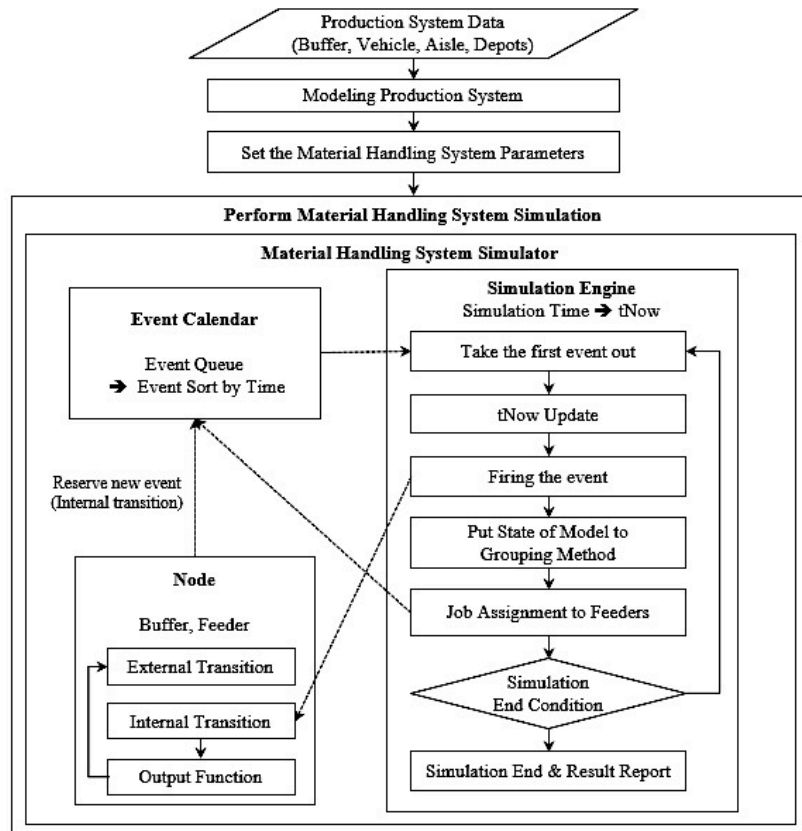 Production System Data
(Buffer, Vehicle, Aisle, Depots)
Modeling Production System
Set the Material Handling System Parameters
Perform Material Handling System Simulation
Material Handling System Simulator
Event Calendar
Event Queue
➔ Event Sort by Time
Simulation Engine
Simulation Time ➔ tNow
Take the first event out
tNow Update
Firing the event
Put State of Model to
Grouping Method
Job Assignment to Feeders
Simulation
End Condition
Simulation End & Result Report
Reserve new event
(Internal transition)
Node
Buffer, Feeder
External Transition
Internal Transition
Output Function